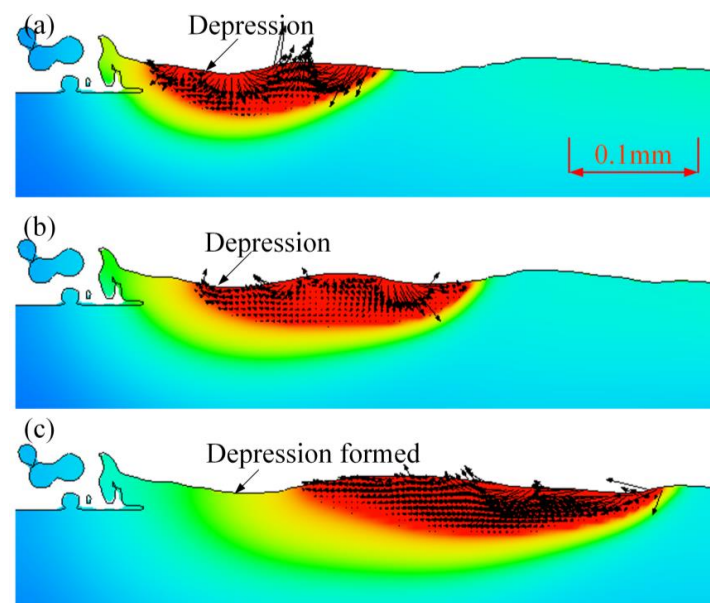 (a)
Depression
0.1mm
(b)
Depression
(c)
Depression formed